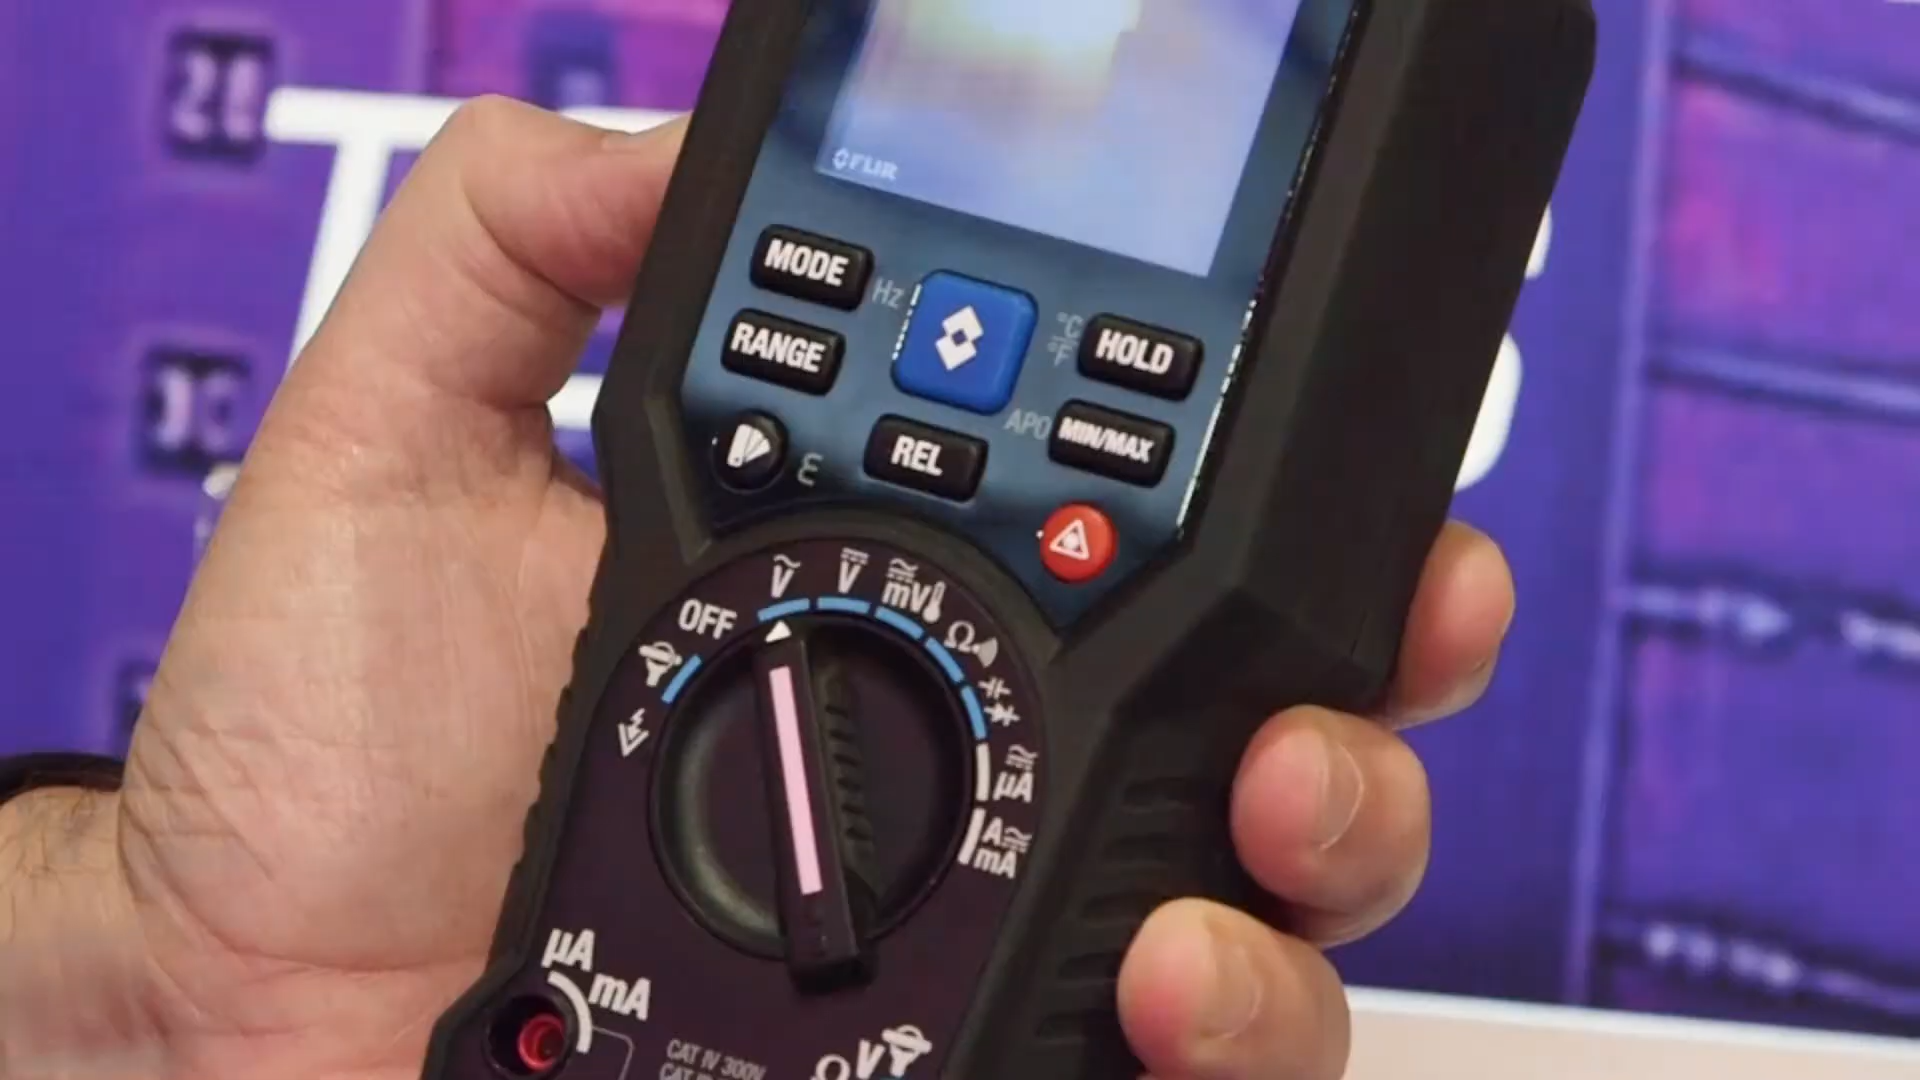 FLIR
MODE
Hz
RANGE
°C
°F
HOLD
APO
MIN/MAX
REL
ε
OFF
V
V
mV
Ω
µA
A
mA
µA
mA
CAT IV 300V
Ω V